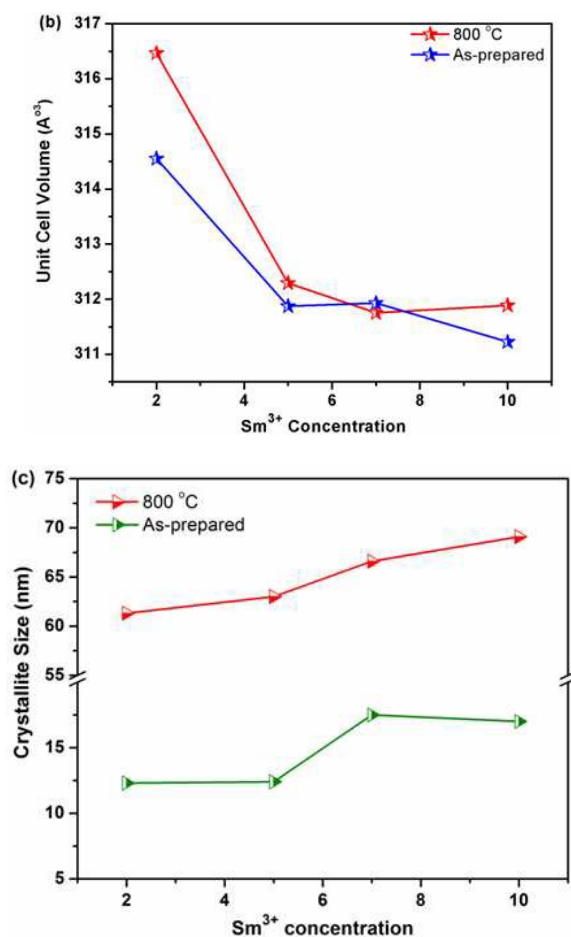 (b)
317
316
315
314
313
312
311
Unit Cell Volume (A°³)
800 °C
As-prepared
2 4 6 8 10
Sm³⁺ Concentration
(c)
75
70
65
60
55
15
10
5
Crystallite Size (nm)
800 °C
As-prepared
2 4 6 8 10
Sm³⁺ concentration